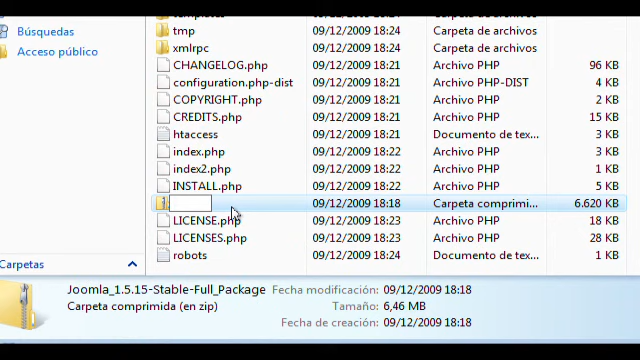 Búsquedas
Acceso público
templates
tmp 09/12/2009 18:24 Carpeta de archivos
xmlrpc 09/12/2009 18:24 Carpeta de archivos
CHANGELOG.php 09/12/2009 18:21 Archivo PHP 96 KB
configuration.php-dist 09/12/2009 18:21 Archivo PHP-DIST 4 KB
COPYRIGHT.php 09/12/2009 18:21 Archivo PHP 2 KB
CREDITS.php 09/12/2009 18:21 Archivo PHP 15 KB
htaccess 09/12/2009 18:21 Documento de tex... 3 KB
index.php 09/12/2009 18:22 Archivo PHP 3 KB
index2.php 09/12/2009 18:22 Archivo PHP 1 KB
INSTALL.php 09/12/2009 18:22 Archivo PHP 5 KB
09/12/2009 18:18 Carpeta comprimi... 6.620 KB
LICENSE.php 09/12/2009 18:23 Archivo PHP 18 KB
LICENSES.php 09/12/2009 18:23 Archivo PHP 28 KB
robots 09/12/2009 18:24 Documento de tex... 1 KB
Carpetas
Joomla_1.5.15-Stable-Full_Package Fecha modificación: 09/12/2009 18:18
Carpeta comprimida (en zip) Tamaño: 6,46 MB
Fecha de creación: 09/12/2009 18:18